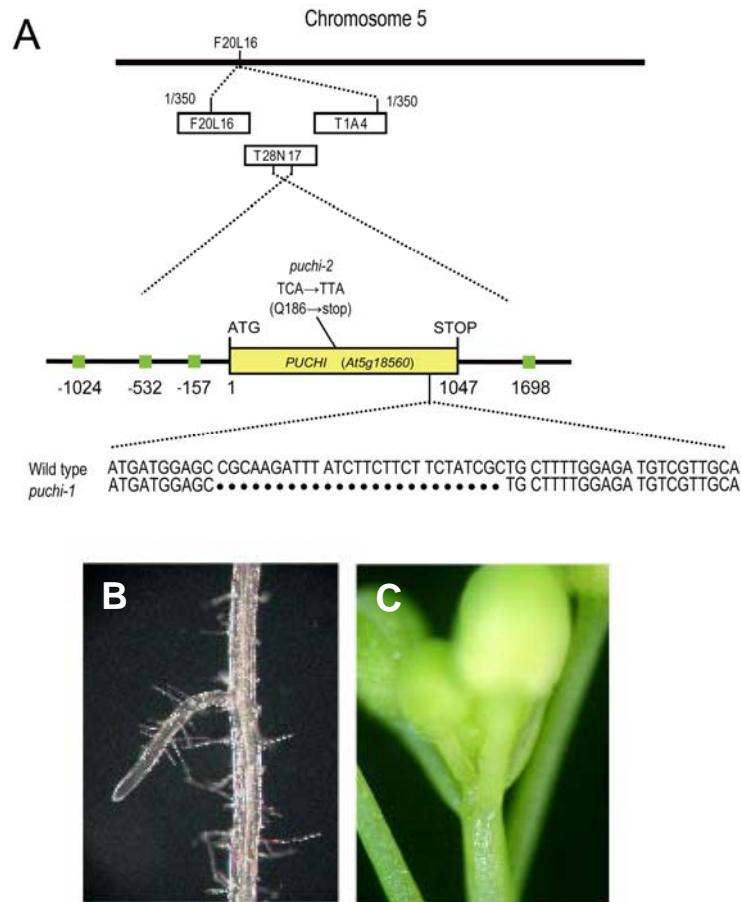 A
Chromosome 5
F20L16
1/350 1/350
F20L16 T1A4
T28N17
puchi-2
TCA→TTA
(Q186→stop)
ATG STOP
PUCHI (At5g18560)
-1024 -532 -157 1 1047 1698
Wild type ATGATGGAGC CGCAAGATTT ATCTTCTTCT TCTATCGCTG CTTTTGGAGA TGTCGTTGCA
puchi-1 ATGATGGAGC••••••••••••••••••••••••TG CTTTTGGAGA TGTCGTTGCA
B C